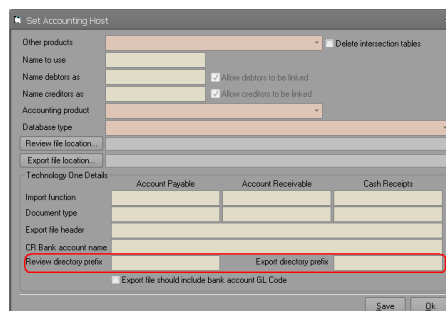 Set Accounting Host
Other products
Delete intersection tables
Name to use
Name debtors as
Allow debtors to be linked
Name creditors as
Allow creditors to be linked
Accounting product
Database type
Review file location...
Export file location...
Technology One Details
Account Payable Account Receivable Cash Receipts
Import function
Document type
Export file header
CR Bank account name
Review directory prefix Export directory prefix
Export file should include bank account GL Code
Save Ok